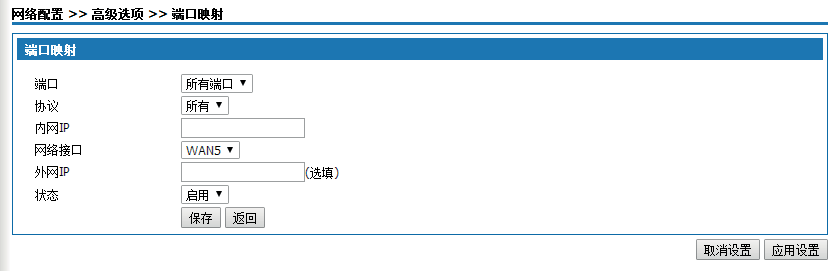 网络配置 >> 高级选项 >> 端口映射
端口映射
端口 所有端口
协议 所有
内网IP
网络接口 WAN5
外网IP (选填)
状态 启用
保存 返回
取消设置 应用设置